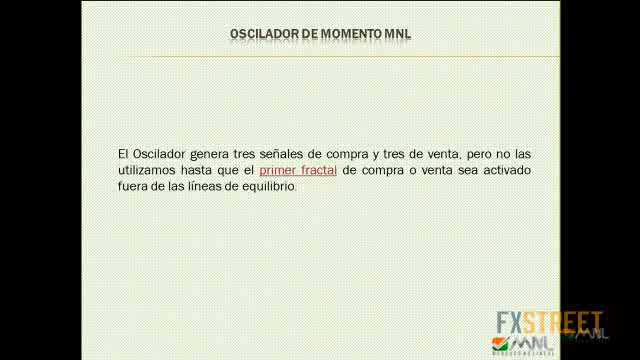 OSCILADOR DE MOMENTO MNL
El Oscilador genera tres señales de compra y tres de venta, pero no las
utilizamos hasta que el primer fractal de compra o venta sea activado
fuera de las líneas de equilibrio.
FXSTREET
MNL
MNL